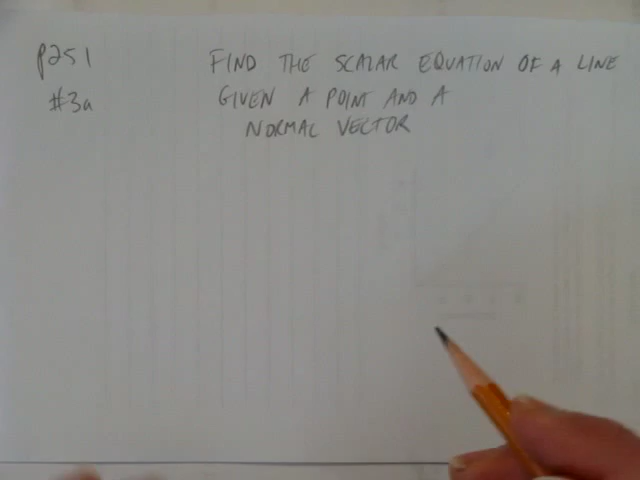 p251
#3a
FIND THE SCALAR EQUATION OF A LINE
GIVEN A POINT AND A
NORMAL VECTOR